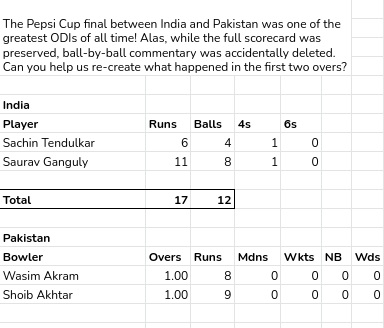 The Pepsi Cup final between India and Pakistan was one of the
greatest ODIs of all time! Alas, while the full scorecard was
preserved, ball-by-ball commentary was accidentally deleted.
Can you help us re-create what happened in the first two overs?
India
Player Runs Balls 4s 6s
Sachin Tendulkar 6 4 1 0
Saurav Ganguly 11 8 1 0
Total 17 12
Pakistan
Bowler Overs Runs Mdns Wkts NB Wds
Wasim Akram 1.00 8 0 0 0 0
Shoib Akhtar 1.00 9 0 0 0 0